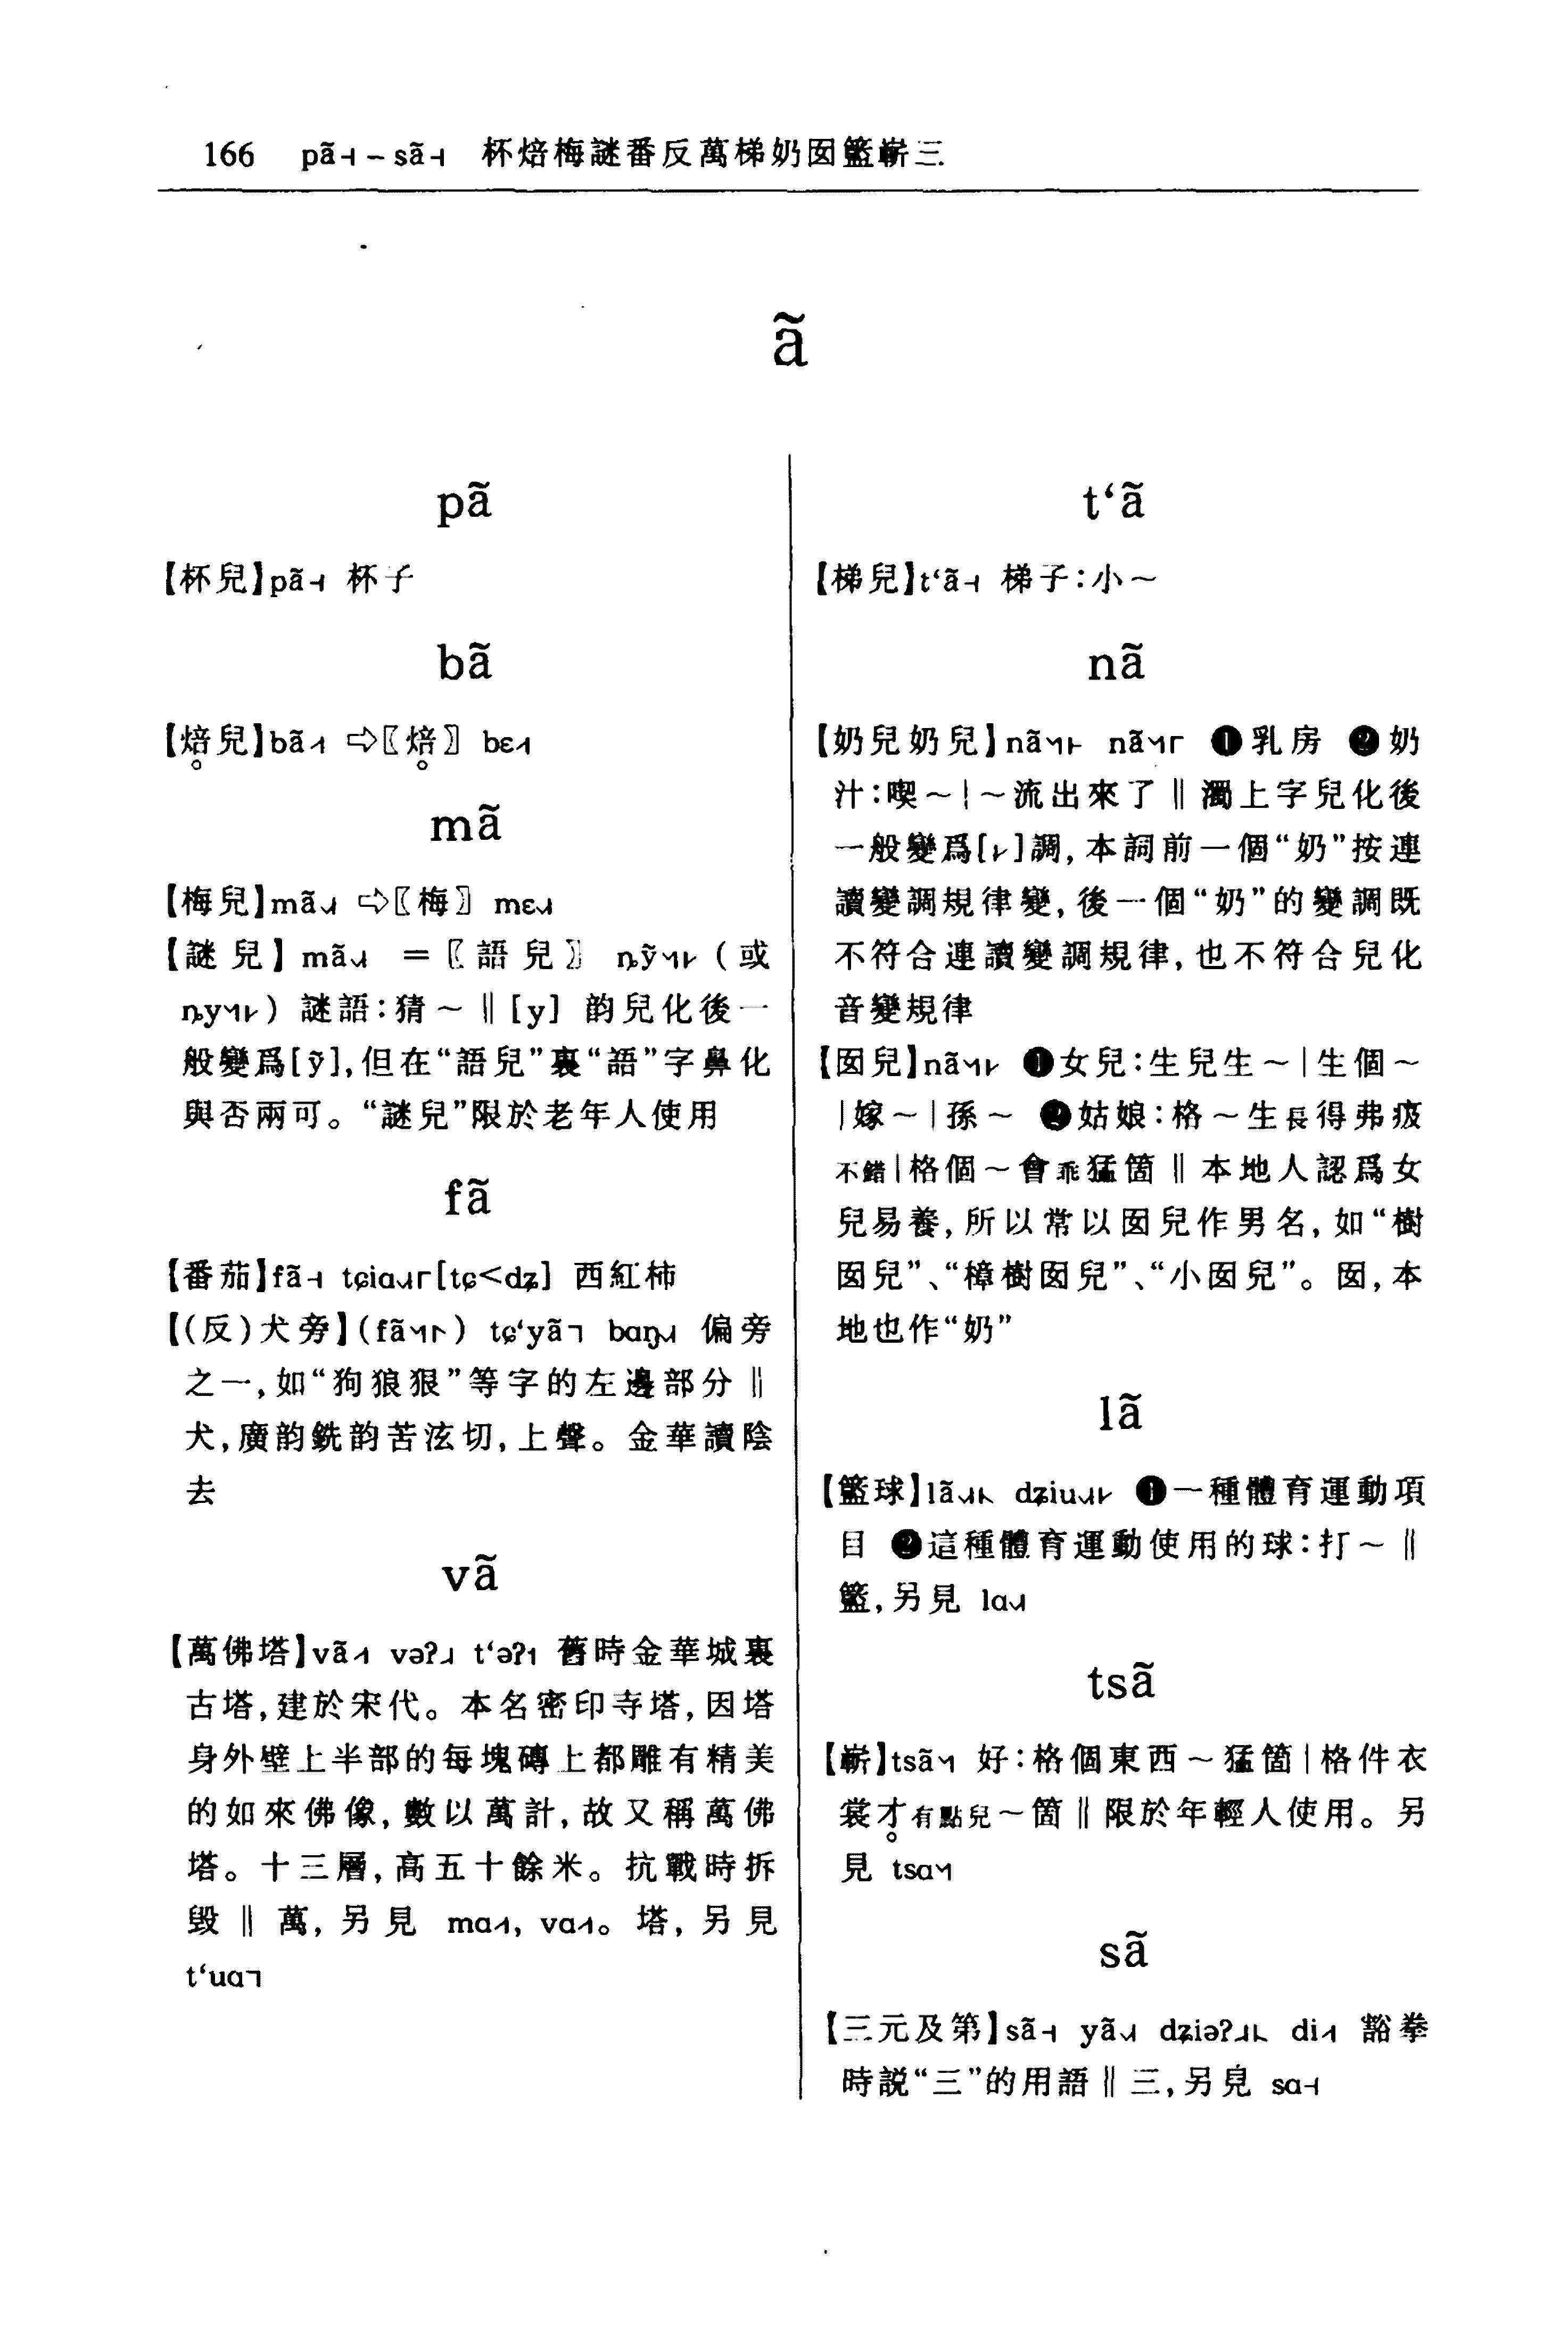 166 pã˧ – sã˧ 杯焙梅謎番反萬梯奶囡籃嶄三
ã
pã
【杯兒】pã˧ 杯子
bã
【焙兒】bã˩˦ ⇨〖焙〗 bɛ˩˦
mã
【梅兒】mã˧˩˧ ⇨〖梅〗 mɛ˧˩˧
【謎兒】mã˧˩˧ =〖語兒〗 ȵỹ˥˧˥ (或
ȵy˥˧˥) 謎語:猜~‖[y] 韵兒化後一
般變爲[ỹ],但在“語兒”裏“語”字鼻化
與否兩可。“謎兒”限於老年人使用
fã
【番茄】fã˧ tɕiɑ˧˩˧˥[tɕ<dʑ] 西紅柿
【(反)犬旁】(fã˥˧˥) tɕ‘yã˥ bɑŋ˧˩˧ 偏旁
之一,如“狗狼狠”等字的左邊部分‖
犬,廣韵銑韵苦泫切,上聲。金華讀陰
去
vã
【萬佛塔】vã˩˦ vəʔ˩˨ t‘əʔ˦ 舊時金華城裏
古塔,建於宋代。本名密印寺塔,因塔
身外壁上半部的每塊磚上都雕有精美
的如來佛像,數以萬計,故又稱萬佛
塔。十三層,高五十餘米。抗戰時拆
毀‖萬,另見 mɑ˩˦, vɑ˩˦。塔,另見
t‘uɑ˥
t‘ã
【梯兒】t‘ã˧ 梯子:小~
nã
【奶兒奶兒】nã˥˧˥ nã˥˧˥ ❶乳房 ❷奶
汁:喫~|~流出來了‖濁上字兒化後
一般變爲[˩˦]調,本詞前一個“奶”按連
讀變調規律變,後一個“奶”的變調既
不符合連讀變調規律,也不符合兒化
音變規律
【囡兒】nã˥˧˥ ❶女兒:生兒生~|生個~
|嫁~|孫~ ❷姑娘:格~生長得弗疲
不錯|格個~會乖猛箇‖本地人認爲女
兒易養,所以常以囡兒作男名,如“樹
囡兒”、“樟樹囡兒”、“小囡兒”。囡,本
地也作“奶”
lã
【籃球】lã˧˩˧ dʑiu˧˩˧ ❶一種體育運動項
目 ❷這種體育運動使用的球:打~‖
籃,另見 lɑ˧˩˧
tsã
【嶄】tsã˥˧˥ 好:格個東西~猛箇|格件衣
裳才有點兒~箇‖限於年輕人使用。另
見 tsɑ˥˧˥
sã
【三元及第】sã˧ yã˧˩˧ dʑiəʔ˩˨ di˩˦ 豁拳
時説“三”的用語‖三,另見 sɑ˧